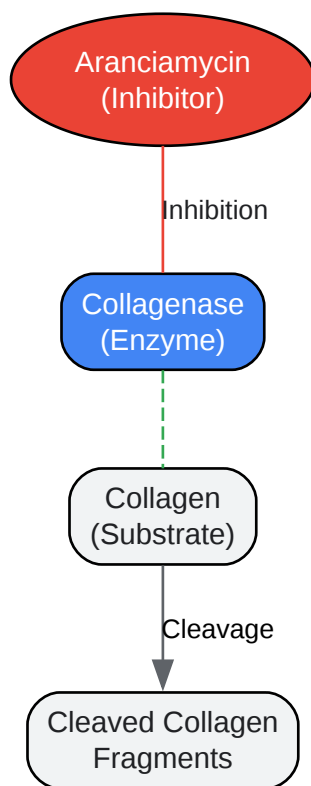 Aranciamycin
(Inhibitor)
Inhibition
Collagenase
(Enzyme)
Collagen
(Substrate)
Cleavage
Cleaved Collagen
Fragments